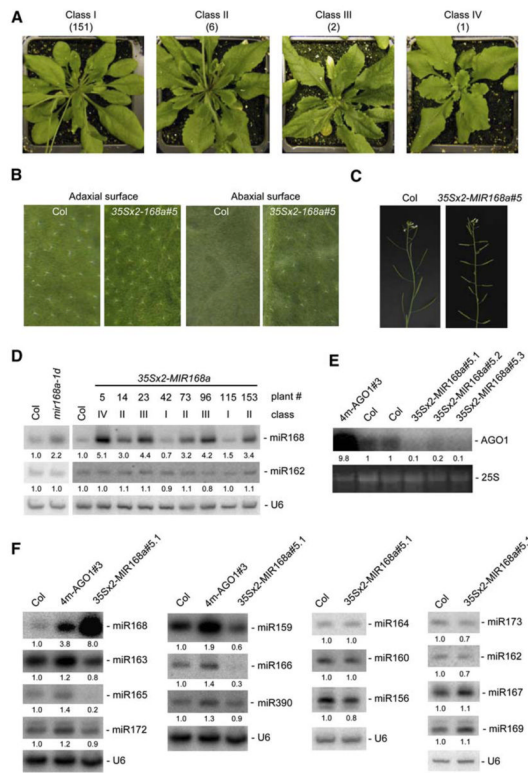 A
Class I
(151)
Class II
(6)
Class III
(2)
Class IV
(1)
B
Adaxial surface
Abaxial surface
Col
35Sx2-168a#5
Col
35Sx2-168a#5
C
Col 35Sx2-MIR168a#5
D
35Sx2-MIR168a
Col mir168a-1d Col 5 14 23 42 73 96 115 153 plant #
IV II III I II III I II class
- miR168
1.0 2.2 1.0 5.1 3.0 4.4 0.7 3.2 4.2 1.5 3.4
- miR162
1.0 1.0 1.0 1.0 1.1 1.1 0.9 1.1 0.8 1.0 1.1
- U6
E
4m-AGO1#3 Col Col 35Sx2-MIR168a#5.1 35Sx2-MIR168a#5.2 35Sx2-MIR168a#5.3
- AGO1
9.8 1 1 0.1 0.2 0.1
- 25S
F
Col 4m-AGO1#3 35Sx2-MIR168a#5.1
- miR168
1.0 3.8 8.0
- miR163
1.0 1.2 0.8
- miR165
1.0 1.4 0.2
- miR172
1.0 1.2 0.9
- U6
Col 4m-AGO1#3 35Sx2-MIR168a#5.1
- miR159
1.0 1.9 0.6
- miR166
1.0 1.4 0.3
- miR390
1.0 1.3 0.9
- U6
Col 35Sx2-MIR168a#5.1
- miR164
1.0 1.0
- miR160
1.0 1.0
- miR156
1.0 0.8
- U6
Col 35Sx2-MIR168a#5.1
- miR173
1.0 0.7
- miR162
1.0 0.7
- miR167
1.0 1.1
- miR169
1.0 1.1
- U6